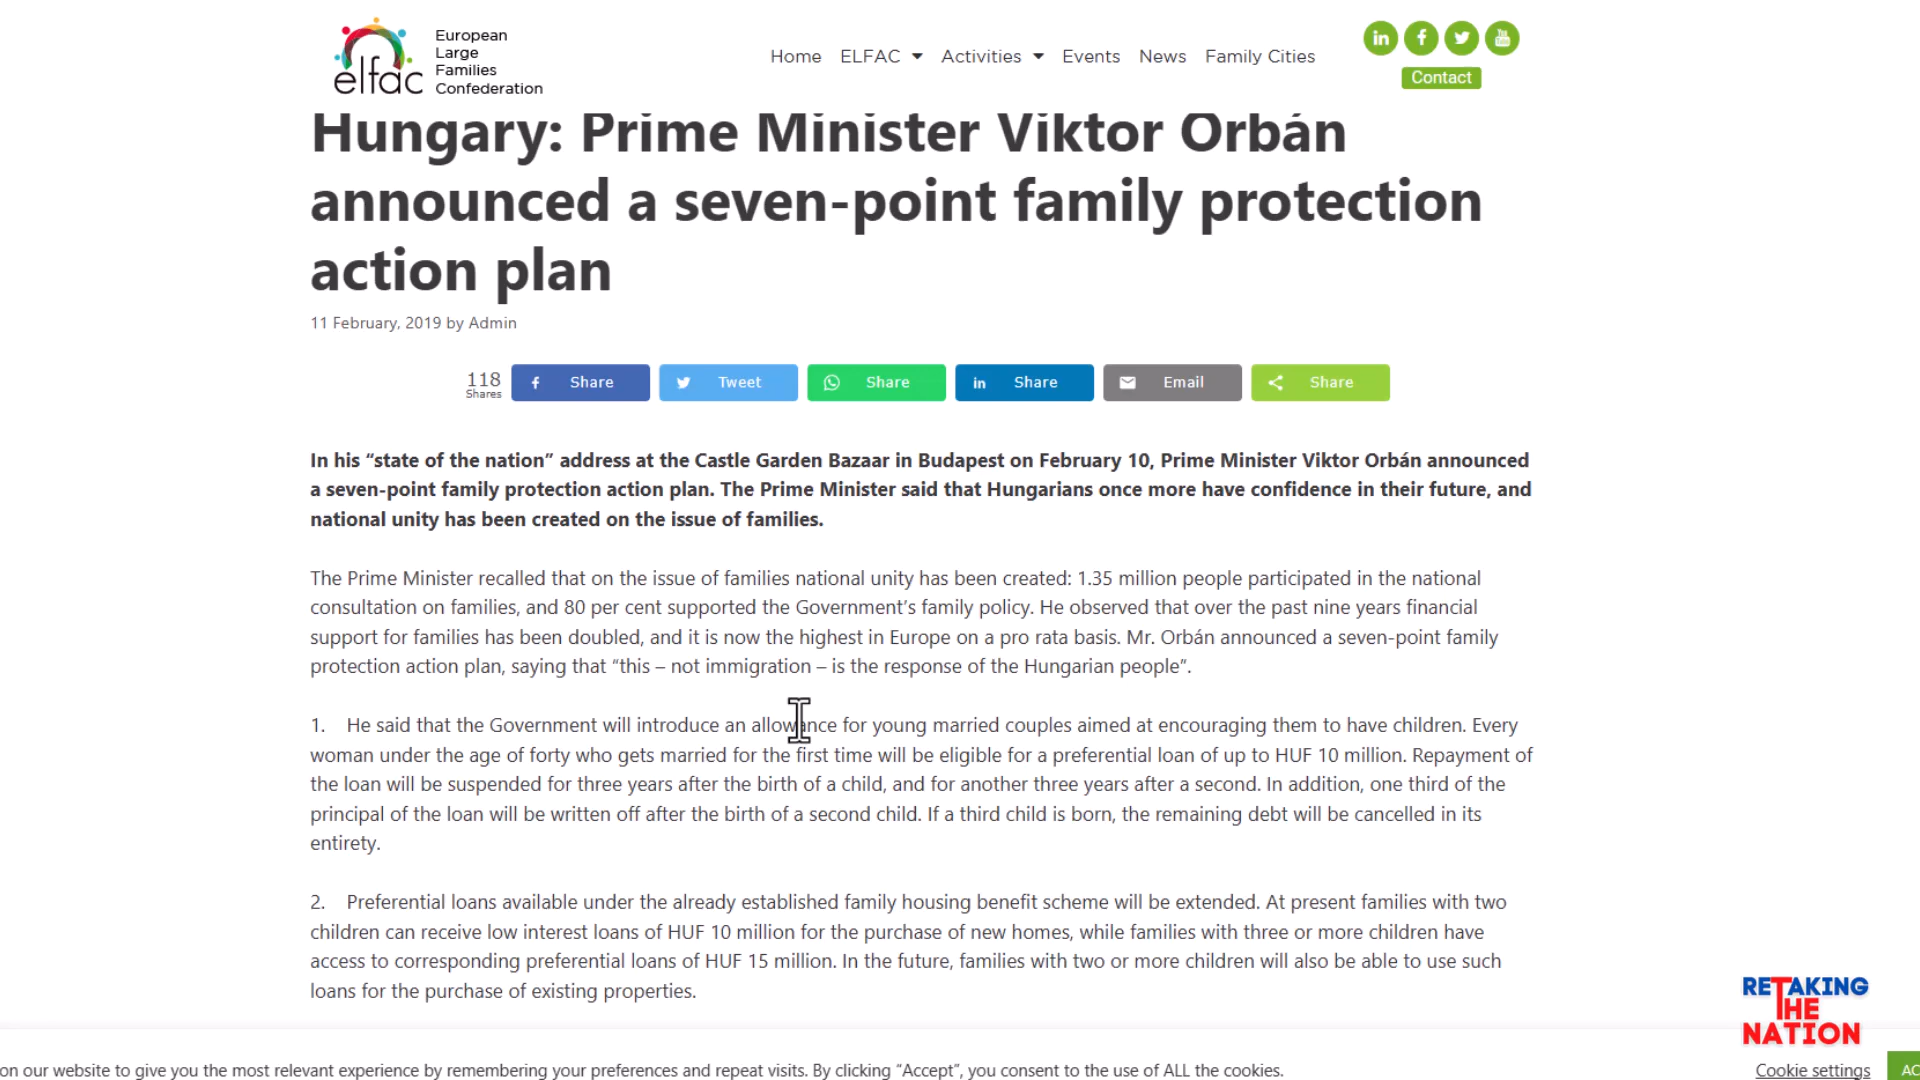 European
Large
Families
Confederation
elfac
Home ELFAC Activities Events News Family Cities
Contact
Hungary: Prime Minister Viktor Orbán
announced a seven-point family protection
action plan
11 February, 2019 by Admin
118
Shares
Share Tweet Share Share Email Share
In his “state of the nation” address at the Castle Garden Bazaar in Budapest on February 10, Prime Minister Viktor Orbán announced
a seven-point family protection action plan. The Prime Minister said that Hungarians once more have confidence in their future, and
national unity has been created on the issue of families.
The Prime Minister recalled that on the issue of families national unity has been created: 1.35 million people participated in the national
consultation on families, and 80 per cent supported the Government’s family policy. He observed that over the past nine years financial
support for families has been doubled, and it is now the highest in Europe on a pro rata basis. Mr. Orbán announced a seven-point family
protection action plan, saying that “this – not immigration – is the response of the Hungarian people”.
1. He said that the Government will introduce an allowance for young married couples aimed at encouraging them to have children. Every
woman under the age of forty who gets married for the first time will be eligible for a preferential loan of up to HUF 10 million. Repayment of
the loan will be suspended for three years after the birth of a child, and for another three years after a second. In addition, one third of the
principal of the loan will be written off after the birth of a second child. If a third child is born, the remaining debt will be cancelled in its
entirety.
2. Preferential loans available under the already established family housing benefit scheme will be extended. At present families with two
children can receive low interest loans of HUF 10 million for the purchase of new homes, while families with three or more children have
access to corresponding preferential loans of HUF 15 million. In the future, families with two or more children will also be able to use such
loans for the purchase of existing properties.
RETAKING
THE
NATION
on our website to give you the most relevant experience by remembering your preferences and repeat visits. By clicking “Accept”, you consent to the use of ALL the cookies.
Cookie settings AC